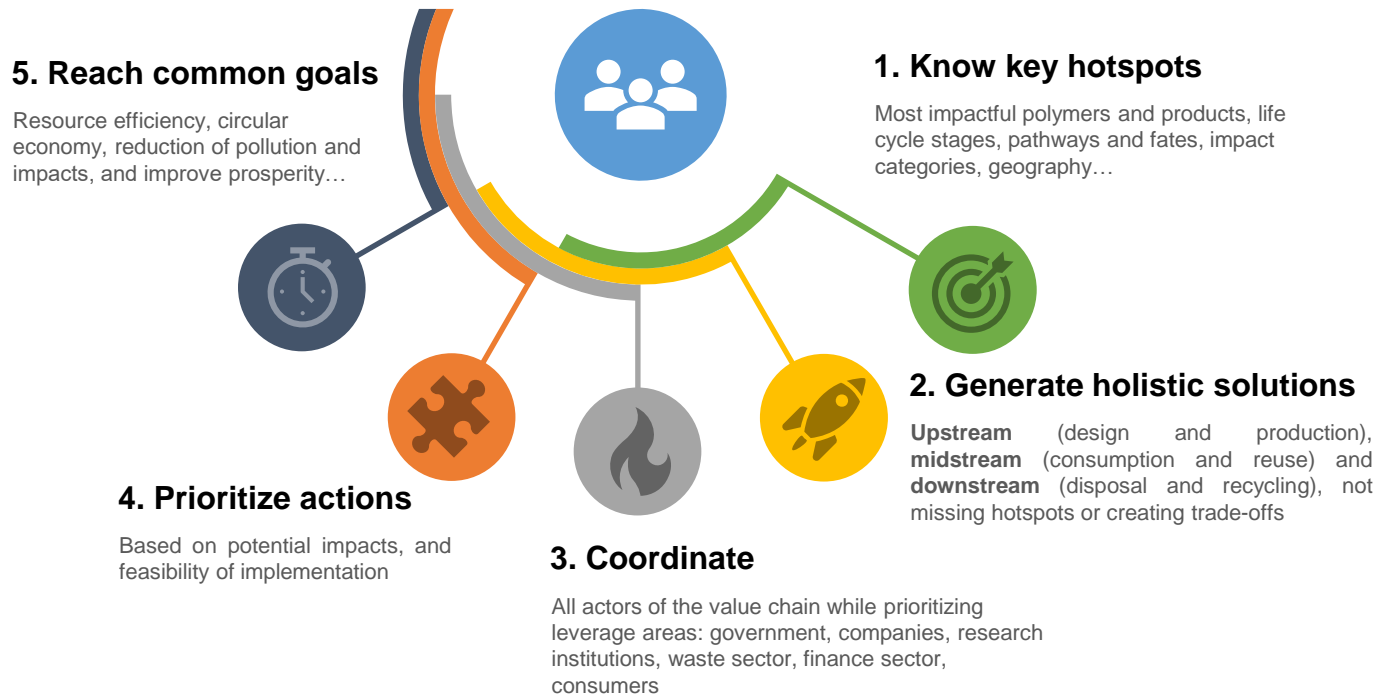 1. Know key hotspots
Most impactful polymers and products, life
cycle stages, pathways and fates, impact
categories, geography…
2. Generate holistic solutions
Upstream (design and production),
midstream (consumption and reuse) and
downstream (disposal and recycling), not
missing hotspots or creating trade-offs
3. Coordinate
All actors of the value chain while prioritizing
leverage areas: government, companies, research
institutions, waste sector, finance sector,
consumers
4. Prioritize actions
Based on potential impacts, and
feasibility of implementation
5. Reach common goals
Resource efficiency, circular
economy, reduction of pollution and
impacts, and improve prosperity…